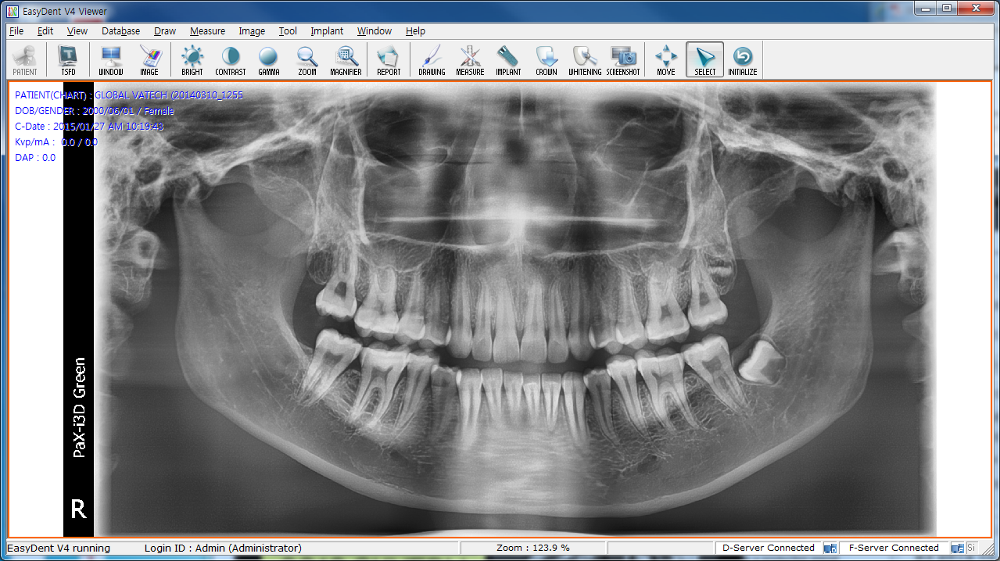 EasyDent V4 Viewer
File Edit View Database Draw Measure Image Tool Implant Window Help
PATIENT TSFD WINDOW IMAGE BRIGHT CONTRAST GAMMA ZOOM MAGNIFIER REPORT DRAWING MEASURE IMPLANT CROWN WHITENING SCREENSHOT MOVE SELECT INITIALIZE
PATIENT(CHART) : GLOBAL VATECH (20140310_1255
DOB/GENDER : 2000/06/01 / Female
C-Date : 2015/01/27 AM 10:19:43
Kvp/mA : 0.0 / 0.0
DAP : 0.0
PaX-i3D Green
R
EasyDent V4 running Login ID : Admin (Administrator) Zoom : 123.9 % D-Server Connected F-Server Connected Si